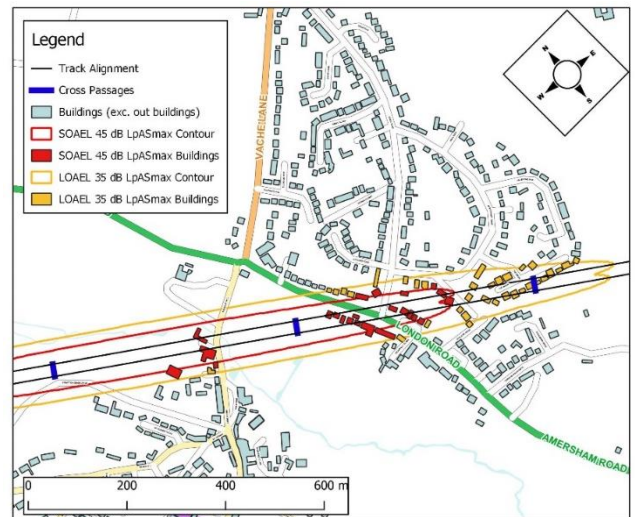 Legend
Track Alignment
Cross Passages
Buildings (exc. out buildings)
SOAEL 45 dB LpASmax Contour
SOAEL 45 dB LpASmax Buildings
LOAEL 35 dB LpASmax Contour
LOAEL 35 dB LpASmax Buildings
N
E
W
S
VACHE LANE
LONDON ROAD
AMERSHAM ROAD
0 200 400 600 m